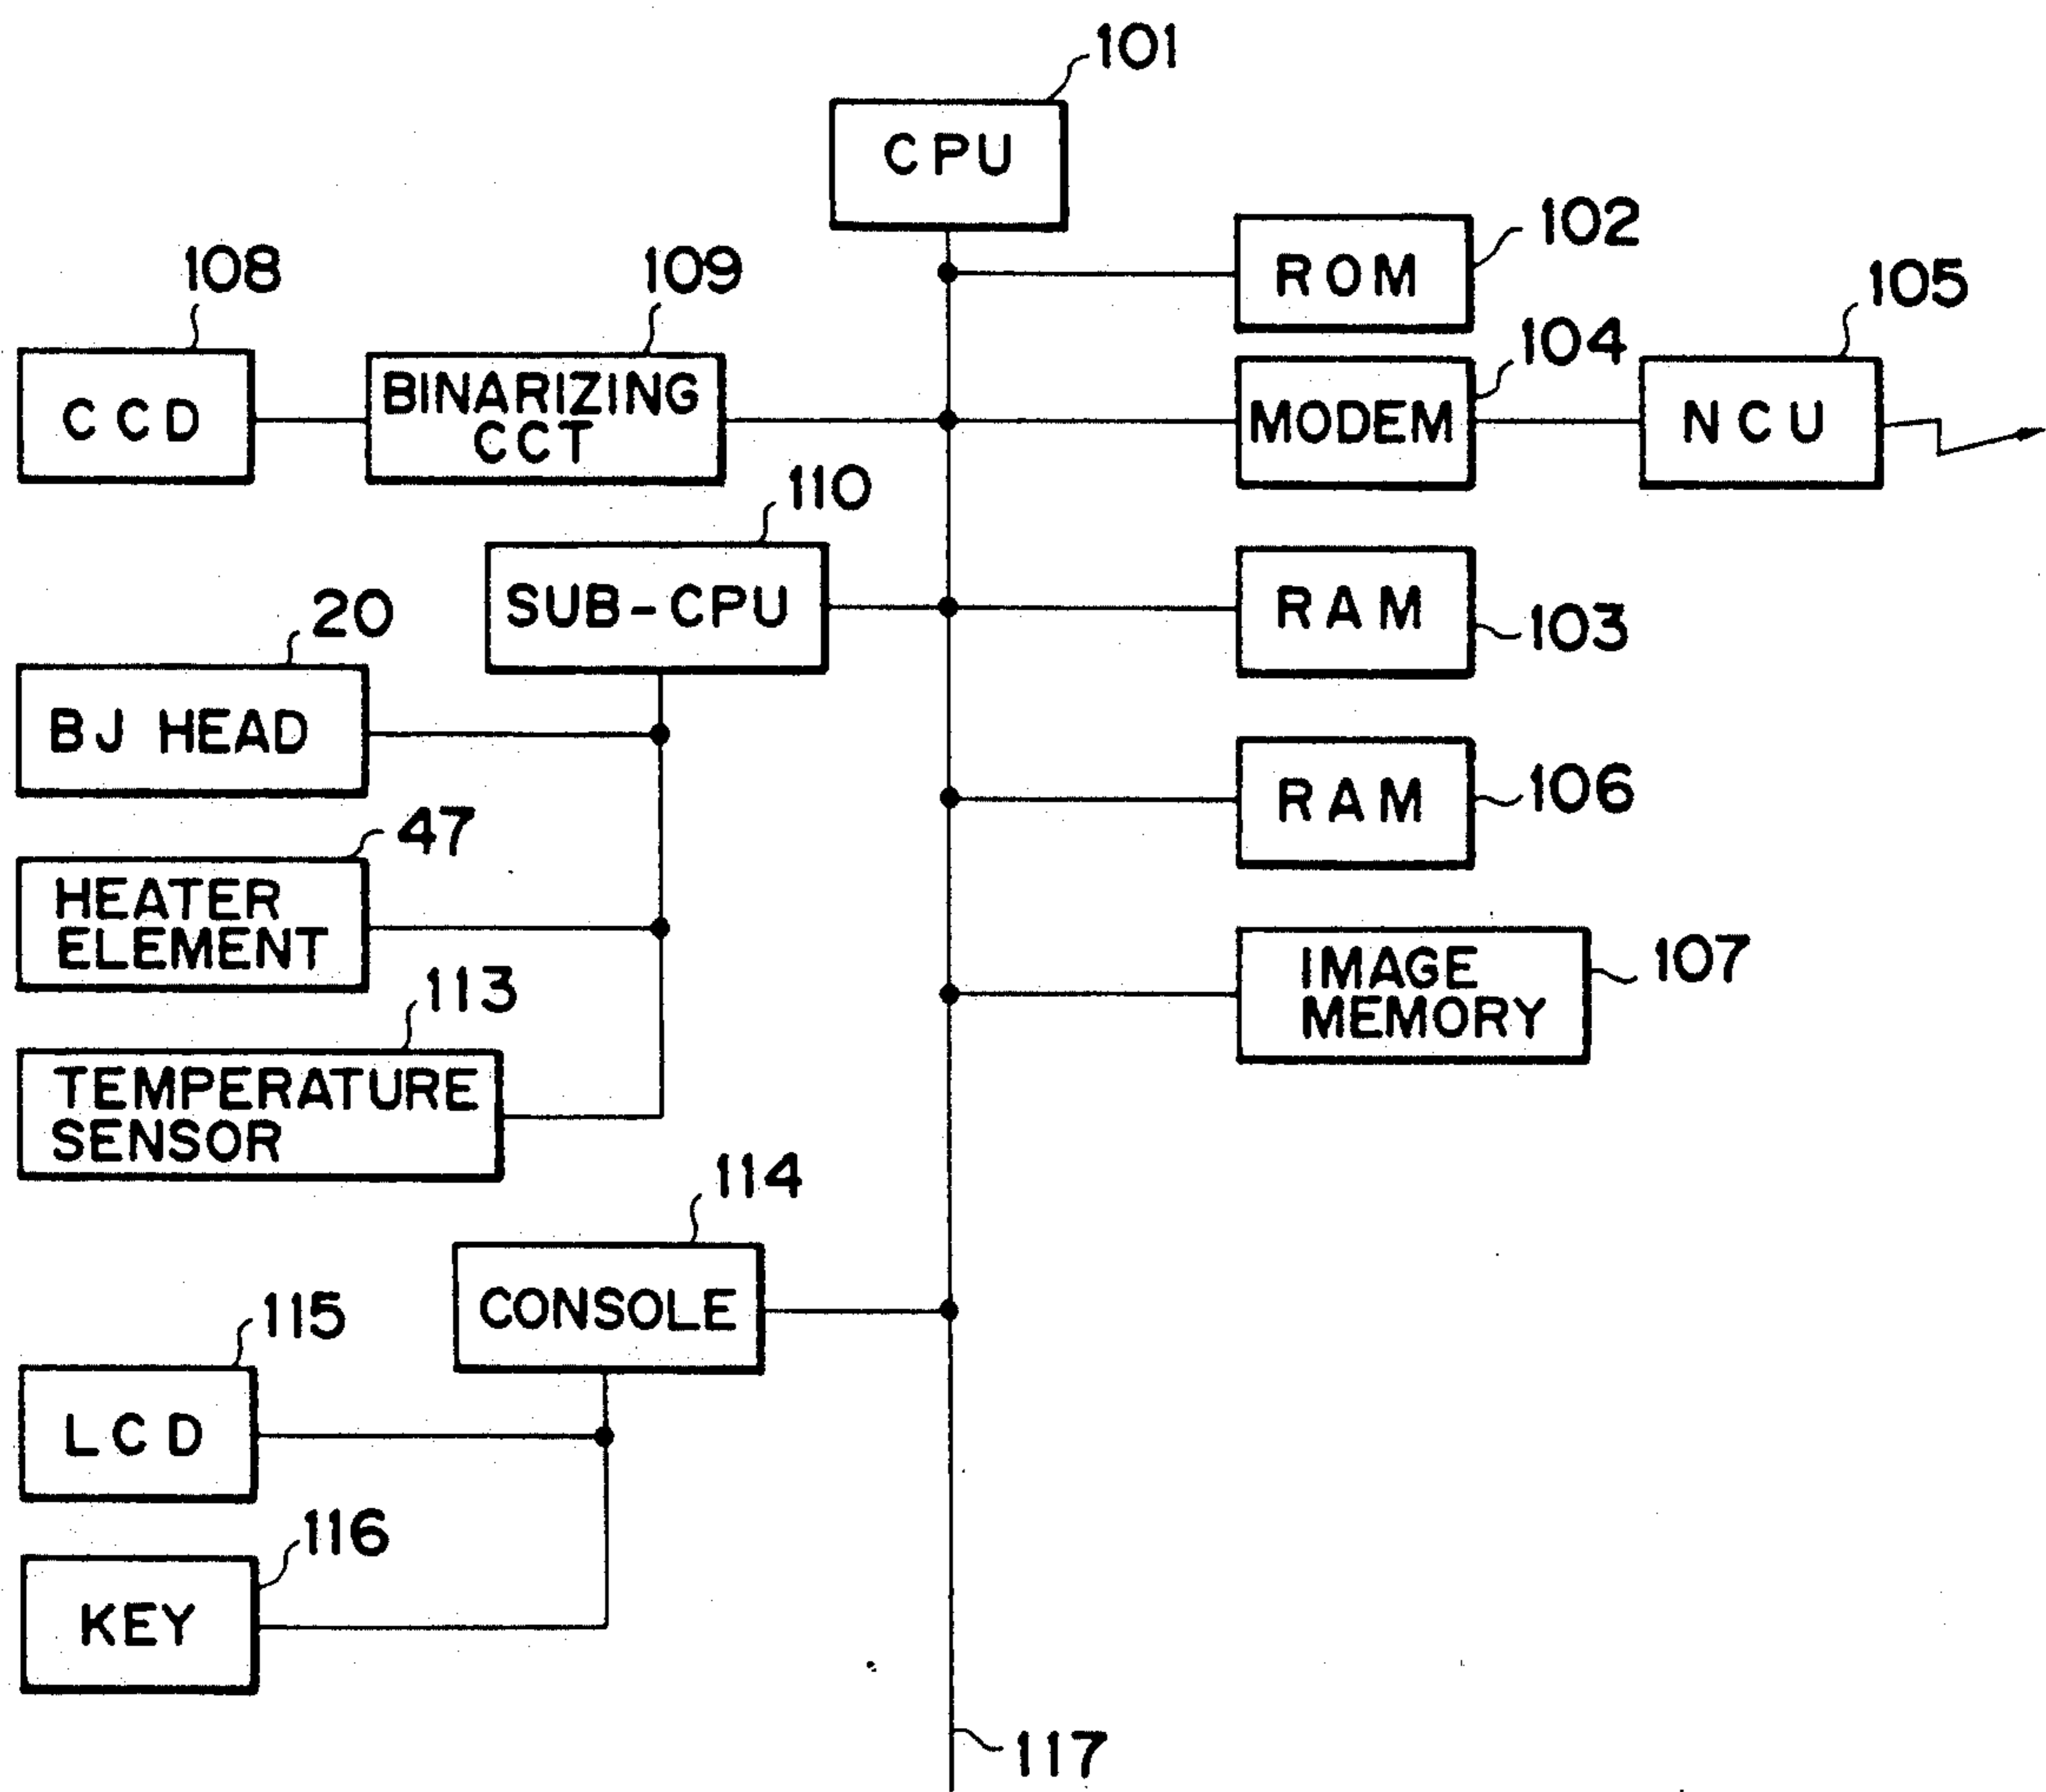 101
CPU
102
ROM
108
109
105
104
CCD
BINARIZING
CCT
MODEM
NCU
110
SUB-CPU
RAM
103
20
BJ HEAD
RAM
106
47
HEATER
ELEMENT
107
IMAGE
MEMORY
113
TEMPERATURE
SENSOR
114
CONSOLE
115
LCD
116
KEY
117